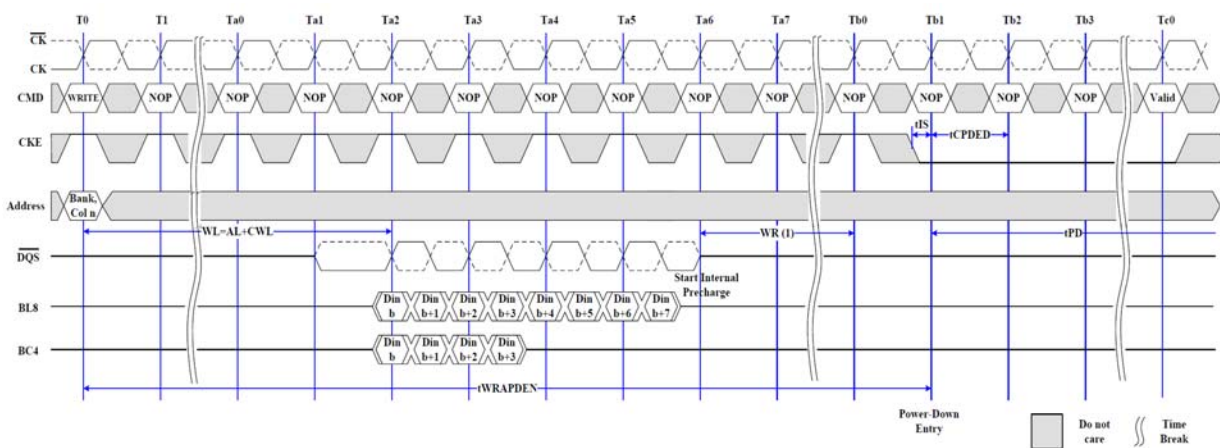 T0 T1 Ta0 Ta1 Ta2 Ta3 Ta4 Ta5 Ta6 Ta7 Tb0 Tb1 Tb2 Tb3 Tc0
CK
CK
CMD WRITE NOP NOP NOP NOP NOP NOP NOP NOP NOP NOP NOP NOP NOP Valid
tIS
tCPDED
CKE
Address Bank,
Col n
WL=AL+CWL WR (1) tPD
DQS
Start Internal
Precharge
BL8 Din b Din b+1 Din b+2 Din b+3 Din b+4 Din b+5 Din b+6 Din b+7
BC4 Din b Din b+1 Din b+2 Din b+3
tWRAPDEN
Power-Down
Entry
Do not
care
Time
Break